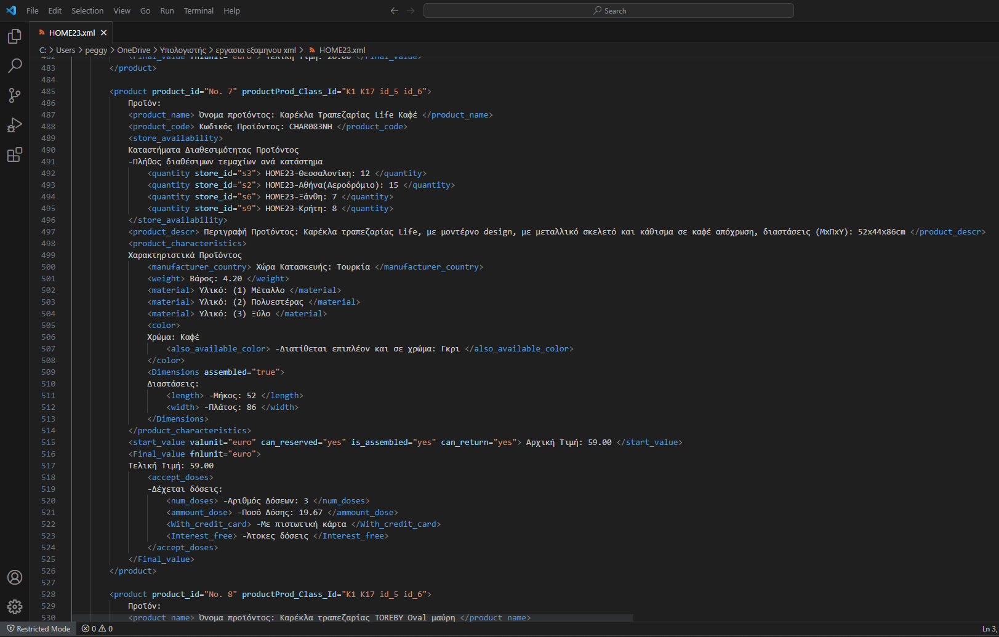 File Edit Selection View Go Run Terminal Help
Search
HOME23.xml
C: > Users > peggy > OneDrive > Υπολογιστής > εργασια εξαμηνου xml > HOME23.xml
482 <Final_value fnlunit="euro"> Τελική Τιμή: 20.00 </Final_value>
483 </product>
484
485 <product product_id="No. 7" productProd_Class_Id="K1 K17 id_5 id_6">
486 Προϊόν:
487 <product_name> Όνομα προϊόντος: Καρέκλα Τραπεζαρίας Life Καφέ </product_name>
488 <product_code> Κωδικός Προϊόντος: CHAR083NH </product_code>
489 <store_availability>
490 Καταστήματα Διαθεσιμότητας Προϊόντος
491 -Πλήθος διαθέσιμων τεμαχίων ανά κατάστημα
492 <quantity store_id="s3"> HOME23-Θεσσαλονίκη: 12 </quantity>
493 <quantity store_id="s2"> HOME23-Αθήνα(Αεροδρόμιο): 15 </quantity>
494 <quantity store_id="s6"> HOME23-Ξάνθη: 7 </quantity>
495 <quantity store_id="s9"> HOME23-Κρήτη: 8 </quantity>
496 </store_availability>
497 <product_descr> Περιγραφή Προϊόντος: Καρέκλα τραπεζαρίας Life, με μοντέρνο design, με μεταλλικό σκελετό και κάθισμα σε καφέ απόχρωση, διαστάσεις (ΜxΠxΥ): 52x44x86cm </product_descr>
498 <product_characteristics>
499 Χαρακτηριστικά Προϊόντος
500 <manufacturer_country> Χώρα Κατασκευής: Τουρκία </manufacturer_country>
501 <weight> Βάρος: 4.20 </weight>
502 <material> Υλικό: (1) Μέταλλο </material>
503 <material> Υλικό: (2) Πολυεστέρας </material>
504 <material> Υλικό: (3) Ξύλο </material>
505 <color>
506 Χρώμα: Καφέ
507 <also_available_color> -Διατίθεται επιπλέον και σε χρώμα: Γκρι </also_available_color>
508 </color>
509 <Dimensions assembled="true">
510 Διαστάσεις:
511 <length> -Μήκος: 52 </length>
512 <width> -Πλάτος: 86 </width>
513 </Dimensions>
514 </product_characteristics>
515 <start_value valunit="euro" can_reserved="yes" is_assembled="yes" can_return="yes"> Αρχική Τιμή: 59.00 </start_value>
516 <Final_value fnlunit="euro">
517 Τελική Τιμή: 59.00
518 <accept_doses>
519 -Δέχεται δόσεις:
520 <num_doses> -Αριθμός Δόσεων: 3 </num_doses>
521 <ammount_dose> -Ποσό Δόσης: 19.67 </ammount_dose>
522 <With_credit_card> -Με πιστωτική κάρτα </With_credit_card>
523 <Interest_free> -Άτοκες δόσεις </Interest_free>
524 </accept_doses>
525 </Final_value>
526 </product>
527
528 <product product_id="No. 8" productProd_Class_Id="K1 K17 id_5 id_6">
529 Προϊόν:
530 <product_name> Όνομα προϊόντος: Καρέκλα τραπεζαρίας TOREBY Oval μαύρη </product_name>
Restricted Mode 0 0 Ln 3,